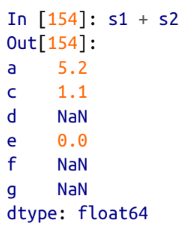 In [154]: s1 + s2
Out[154]:
a    5.2
c    1.1
d    NaN
e    0.0
f    NaN
g    NaN
dtype: float64